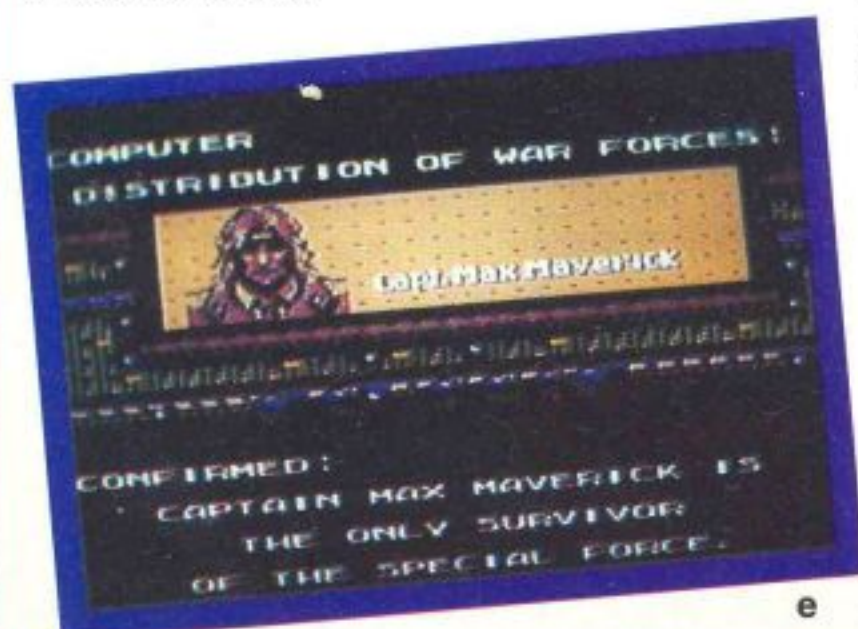 COMPUTER
DISTRIBUTION OF WAR FORCES:
Capt.Max.Maverick
CONFIRMED:
CAPTAIN MAX MAVERICK IS
THE ONLY SURVIVOR
OF THE SPECIAL FORCE.
e